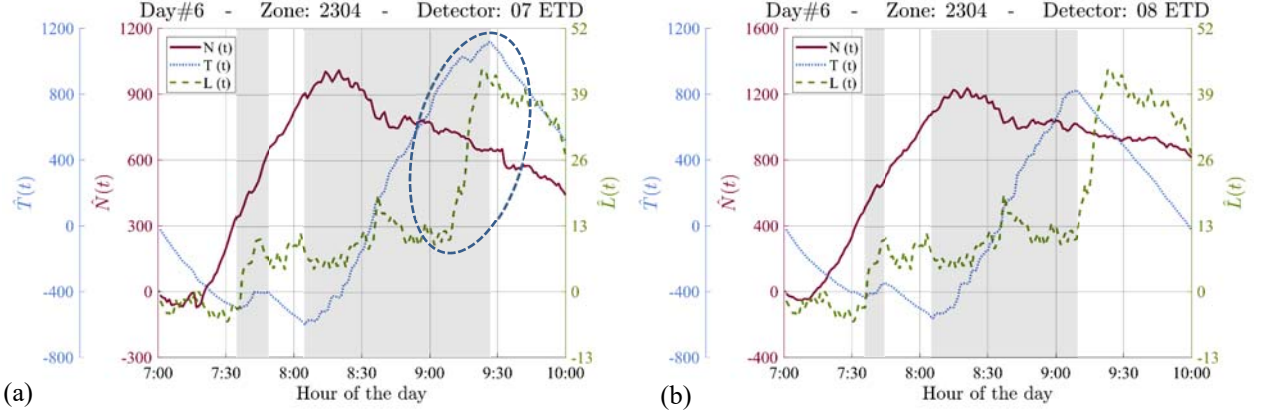 Day#6 - Zone: 2304 - Detector: 07 ETD
1200 1200 52
N (t)
T (t)
L (t)
800 900 39
400 600 26
T̂(t) N̂(t) L̂(t)
0 300 13
-400 0 0
-800 -300 -13
7:00 7:30 8:00 8:30 9:00 9:30 10:00
Hour of the day
(a)
Day#6 - Zone: 2304 - Detector: 08 ETD
1200 1600 52
N (t)
T (t)
L (t)
800 1200 39
400 800 26
T̂(t) N̂(t) L̂(t)
0 400 13
-400 0 0
-800 -400 -13
7:00 7:30 8:00 8:30 9:00 9:30 10:00
Hour of the day
(b)